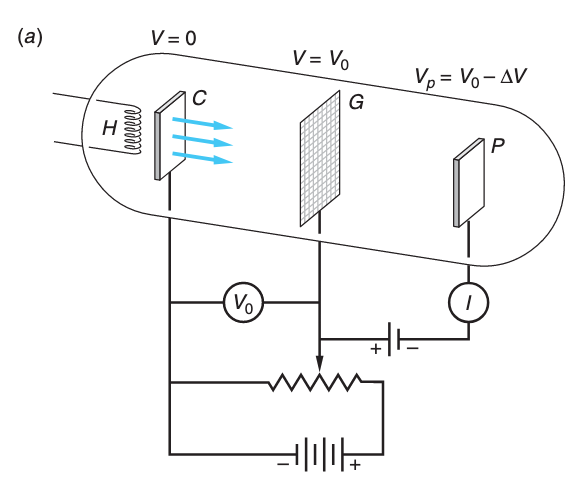 (a)
V = 0
V = V₀
Vₚ = V₀ – ΔV
C
G
H
P
V₀
I
+ –
– +